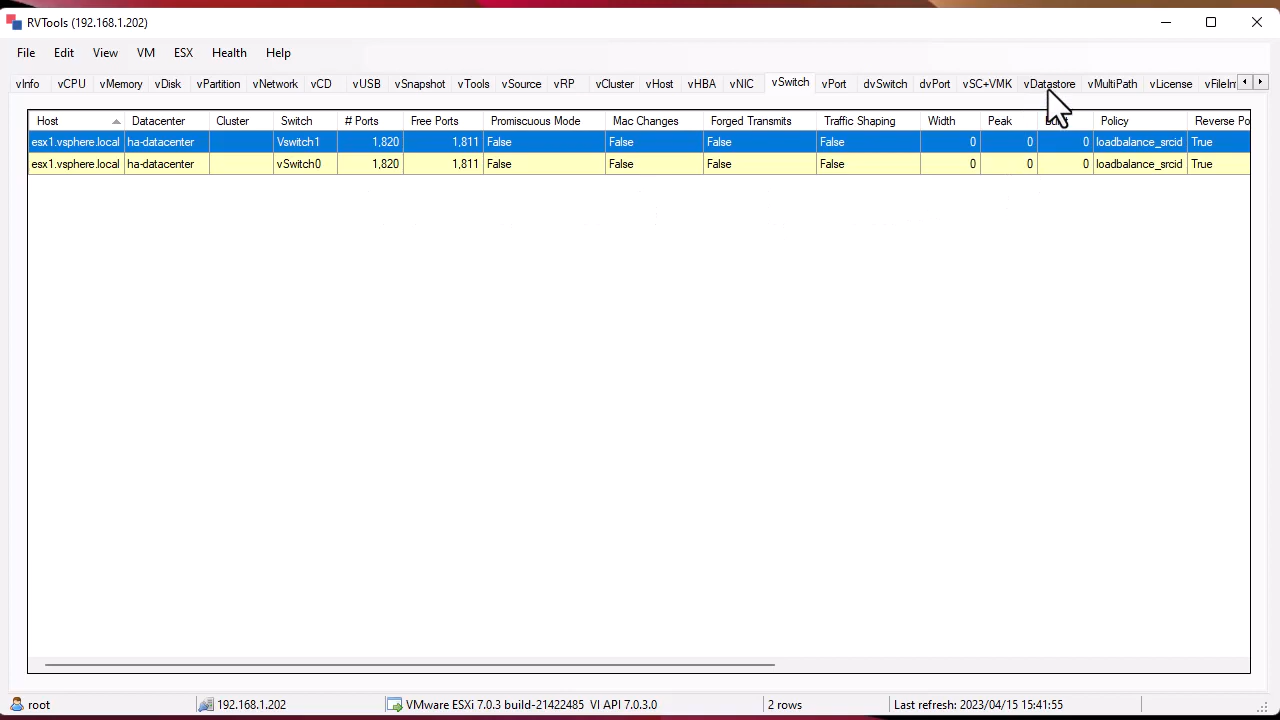 RVTools (192.168.1.202)
File Edit View VM ESX Health Help
vInfo vCPU vMemory vDisk vPartition vNetwork vCD vUSB vSnapshot vTools vSource vRP vCluster vHost vHBA vNIC vSwitch vPort dvSwitch dvPort vSC+VMK vDatastore vMultiPath vLicense vFileIn
Host Datacenter Cluster Switch # Ports Free Ports Promiscuous Mode Mac Changes Forged Transmits Traffic Shaping Width Peak Policy Reverse Po
esx1.vsphere.local ha-datacenter Vswitch1 1,820 1,811 False False False False 0 0 0 loadbalance_srcid True
esx1.vsphere.local ha-datacenter vSwitch0 1,820 1,811 False False False False 0 0 0 loadbalance_srcid True
root 192.168.1.202 VMware ESXi 7.0.3 build-21422485 VI API 7.0.3.0 2 rows Last refresh: 2023/04/15 15:41:55